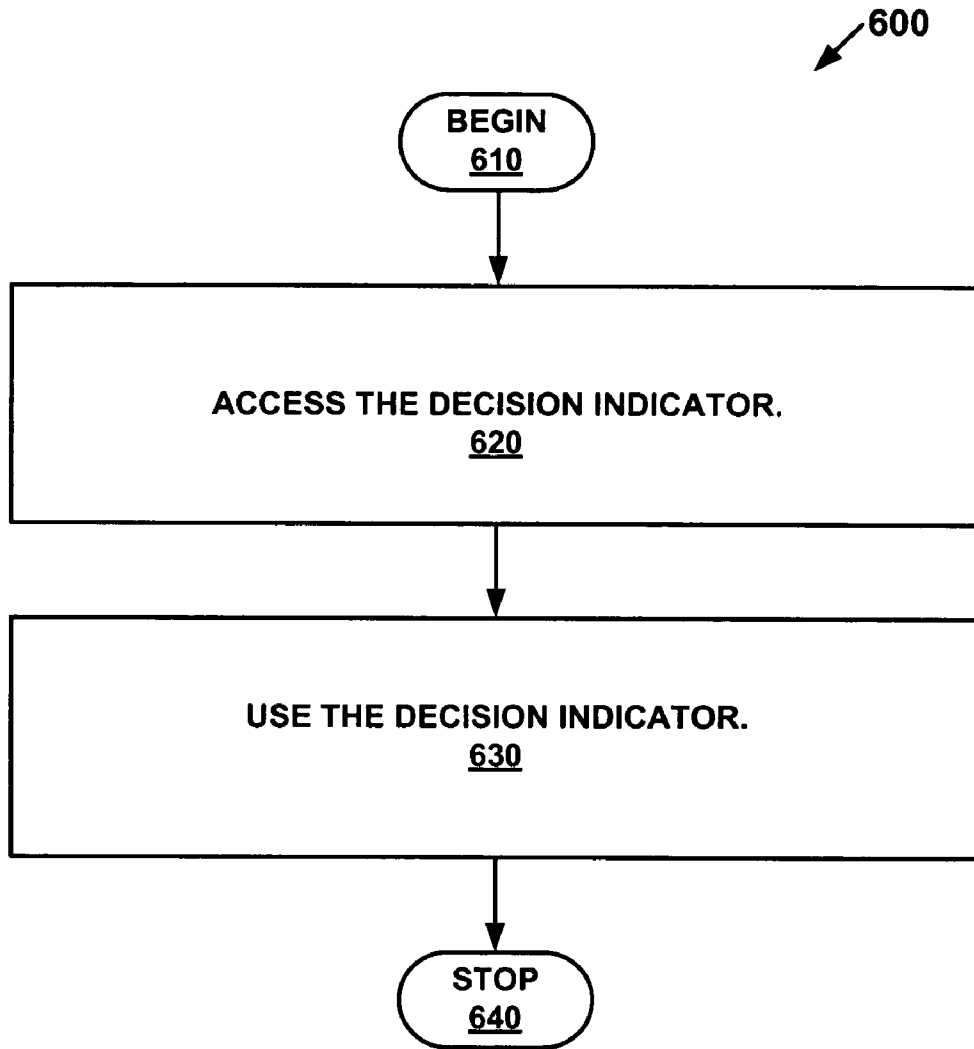 600
BEGIN
610
ACCESS THE DECISION INDICATOR.
620
USE THE DECISION INDICATOR.
630
STOP
640